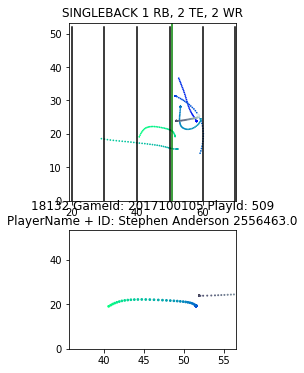 SINGLEBACK 1 RB, 2 TE, 2 WR
50
40
30
20
10
0
20 40 60
18132 GameId: 2017100105 PlayId: 509
PlayerName + ID: Stephen Anderson 2556463.0
40
20
0
40 45 50 55